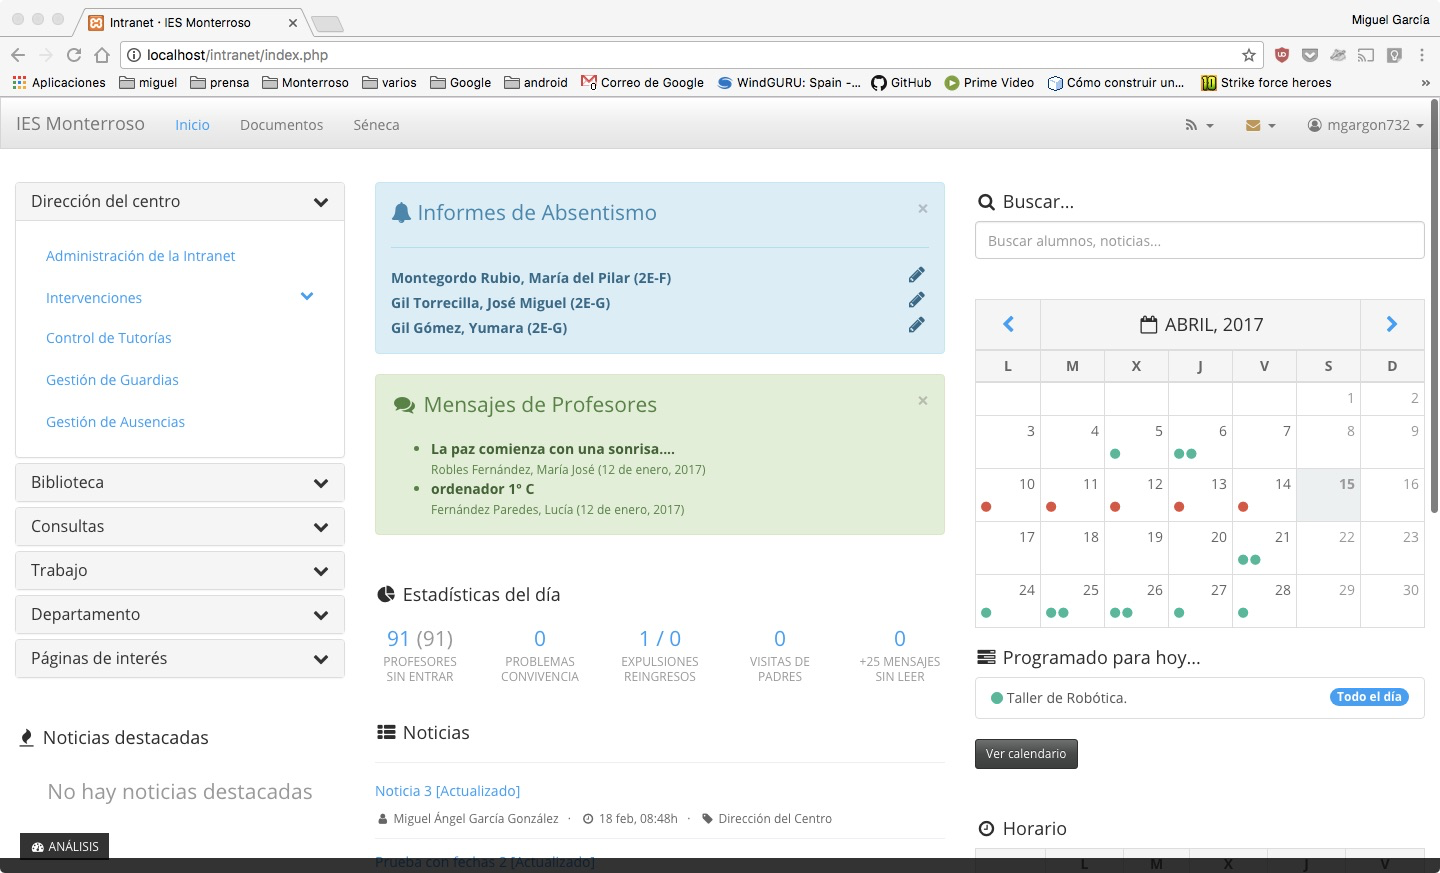 Intranet · IES Monterroso
Miguel García
localhost/intranet/index.php
Aplicaciones miguel prensa Monterroso varios Google android Correo de Google WindGURU: Spain -... GitHub Prime Video Cómo construir un... Strike force heroes »
IES Monterroso Inicio Documentos Séneca mgargon732
Dirección del centro
Administración de la Intranet
Intervenciones
Control de Tutorías
Gestión de Guardias
Gestión de Ausencias
Biblioteca
Consultas
Trabajo
Departamento
Páginas de interés
Noticias destacadas
No hay noticias destacadas
ANÁLISIS
Informes de Absentismo ×
Montegordo Rubio, María del Pilar (2E-F)
Gil Torrecilla, José Miguel (2E-G)
Gil Gómez, Yumara (2E-G)
Mensajes de Profesores ×
• La paz comienza con una sonrisa....
Robles Fernández, María José (12 de enero, 2017)
• ordenador 1º C
Fernández Paredes, Lucía (12 de enero, 2017)
Estadísticas del día
91 (91) 0 1 / 0 0 0
PROFESORES PROBLEMAS EXPULSIONES VISITAS DE +25 MENSAJES
SIN ENTRAR CONVIVENCIA REINGRESOS PADRES SIN LEER
Noticias
Noticia 3 [Actualizado]
Miguel Ángel García González · 18 feb, 08:48h · Dirección del Centro
Prueba con fechas 2 [Actualizado]
Buscar...
Buscar alumnos, noticias...
ABRIL, 2017
L M X J V S D
1 2
3 4 5 6 7 8 9
10 11 12 13 14 15 16
17 18 19 20 21 22 23
24 25 26 27 28 29 30
Programado para hoy...
Taller de Robótica. Todo el día
Ver calendario
Horario
L M X J V